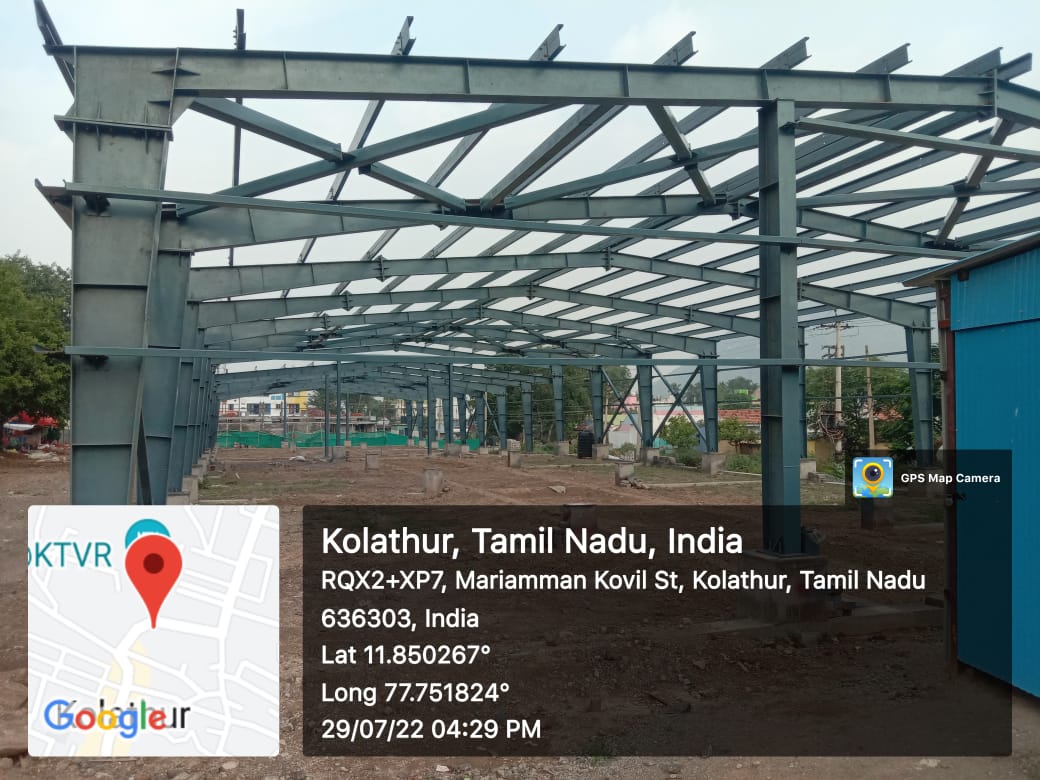 GPS Map Camera
Kolathur, Tamil Nadu, India
RQX2+XP7, Mariamman Kovil St, Kolathur, Tamil Nadu
636303, India
Lat 11.850267°
Long 77.751824°
29/07/22 04:29 PM
KTVR
Kolathur
Google